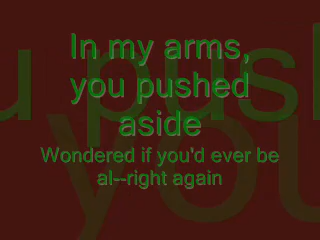 In my arms,
you pushed
aside
Wondered if you'd ever be
al--right again